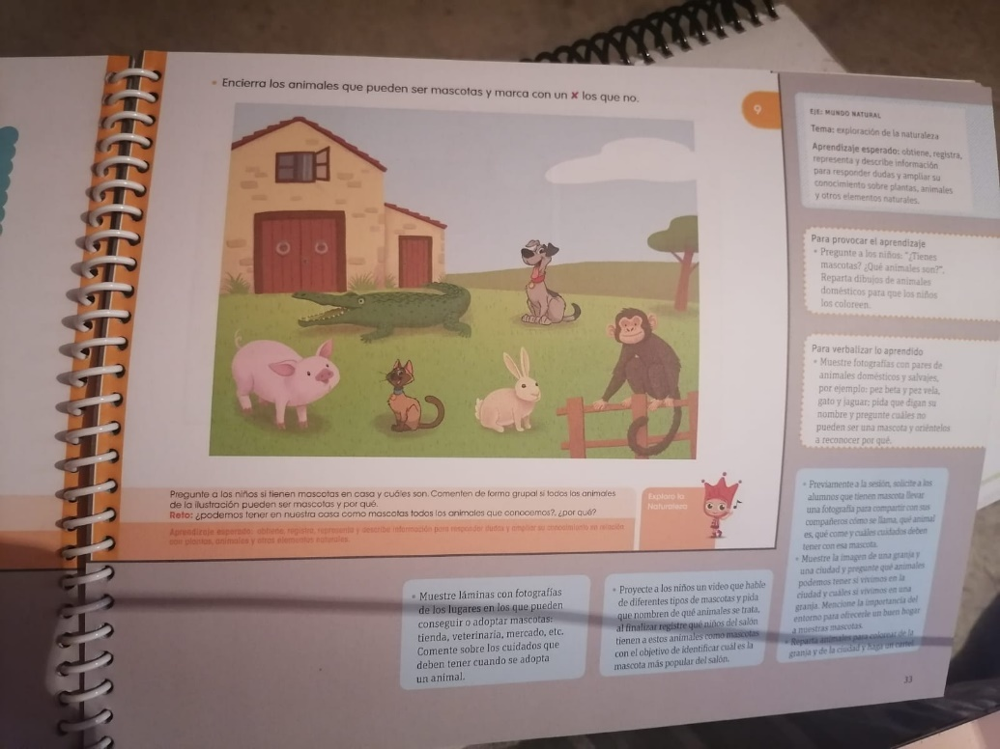 • Encierra los animales que pueden ser mascotas y marca con un ✘ los que no.
9
Pregunte a los niños si tienen mascotas en casa y cuáles son. Comenten de forma grupal si todos los animales
de la ilustración pueden ser mascotas y por qué.
Reto: ¿podemos tener en nuestra casa como mascotas todos los animales que conocemos?, ¿por qué?
Aprendizaje esperado: obtiene, registra, representa y describe información para responder dudas y ampliar su conocimiento en relación
con plantas, animales y otros elementos naturales.
Exploro la
Naturaleza
EJE: MUNDO NATURAL
Tema: exploración de la naturaleza
Aprendizaje esperado: obtiene, registra,
representa y describe información
para responder dudas y ampliar su
conocimiento sobre plantas, animales
y otros elementos naturales.
Para provocar el aprendizaje
• Pregunte a los niños: "¿Tienes
mascotas? ¿Qué animales son?".
Reparta dibujos de animales
domésticos para que los niños
los coloreen.
Para verbalizar lo aprendido
• Muestre fotografías con pares de
animales domésticos y salvajes,
por ejemplo: pez beta y pez vela,
gato y jaguar; pida que digan su
nombre y pregunte cuáles no
pueden ser una mascota y oriéntelos
a reconocer por qué.
• Previamente a la sesión, solicite a los
alumnos que tienen mascota llevar
una fotografía para compartir con sus
compañeros cómo se llama, qué animal
es, qué come y cuáles cuidados deben
tener con esa mascota.
• Muestre la imagen de una granja y
una ciudad y pregunte qué animales
podemos tener si vivimos en la
ciudad y cuáles si vivimos en una
granja. Mencione la importancia del
entorno para ofrecerle un buen hogar
a nuestras mascotas.
• Reparta animales para colorear de la
granja y de la ciudad y haga un cartel
• Muestre láminas con fotografías
de los lugares en los que pueden
conseguir o adoptar mascotas:
tienda, veterinaria, mercado, etc.
Comente sobre los cuidados que
deben tener cuando se adopta
un animal.
• Proyecte a los niños un video que hable
de diferentes tipos de mascotas y pida
que nombren de qué animales se trata,
al finalizar registre qué niños del salón
tienen a estos animales como mascotas
con el objetivo de identificar cuál es la
mascota más popular del salón.
33